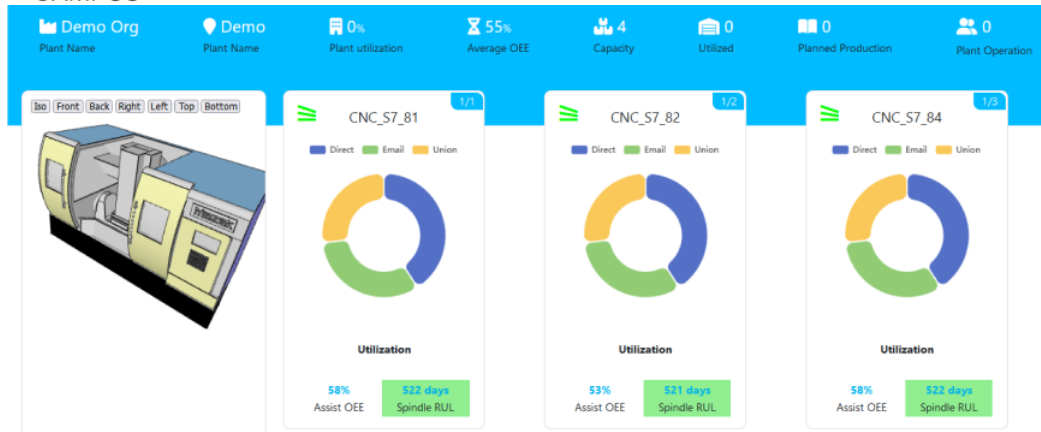 Demo Org
Plant Name
Demo
Plant Name
0%
Plant utilization
55%
Average OEE
4
Capacity
0
Utilized
0
Planned Production
0
Plant Operation
Iso Front Back Right Left Top Bottom
Mazak
1/1
CNC_S7_81
Direct Email Union
Utilization
58%
Assist OEE
522 days
Spindle RUL
1/2
CNC_S7_82
Direct Email Union
Utilization
53%
Assist OEE
521 days
Spindle RUL
1/3
CNC_S7_84
Direct Email Union
Utilization
58%
Assist OEE
522 days
Spindle RUL